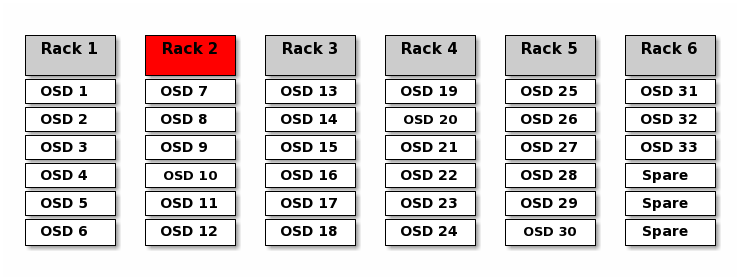 Rack 1 Rack 2 Rack 3 Rack 4 Rack 5 Rack 6
OSD 1 OSD 7 OSD 13 OSD 19 OSD 25 OSD 31
OSD 2 OSD 8 OSD 14 OSD 20 OSD 26 OSD 32
OSD 3 OSD 9 OSD 15 OSD 21 OSD 27 OSD 33
OSD 4 OSD 10 OSD 16 OSD 22 OSD 28 Spare
OSD 5 OSD 11 OSD 17 OSD 23 OSD 29 Spare
OSD 6 OSD 12 OSD 18 OSD 24 OSD 30 Spare